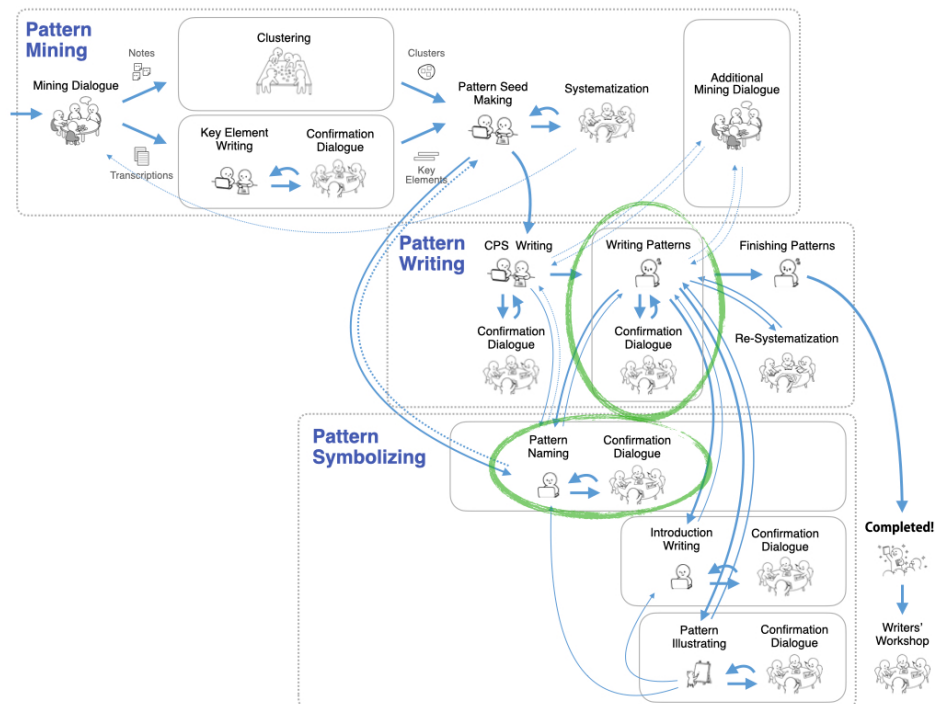 Pattern
Mining
Notes
Mining Dialogue
Transcriptions
Clustering
Key Element
Writing
Confirmation
Dialogue
Clusters
Key
Elements
Pattern Seed
Making
Systematization
Additional
Mining Dialogue
Pattern
Writing
CPS Writing
Confirmation
Dialogue
Writing Patterns
Confirmation
Dialogue
Finishing Patterns
Re-Systematization
Pattern
Symbolizing
Pattern
Naming
Confirmation
Dialogue
Introduction
Writing
Confirmation
Dialogue
Pattern
Illustrating
Confirmation
Dialogue
Completed!
Writers'
Workshop